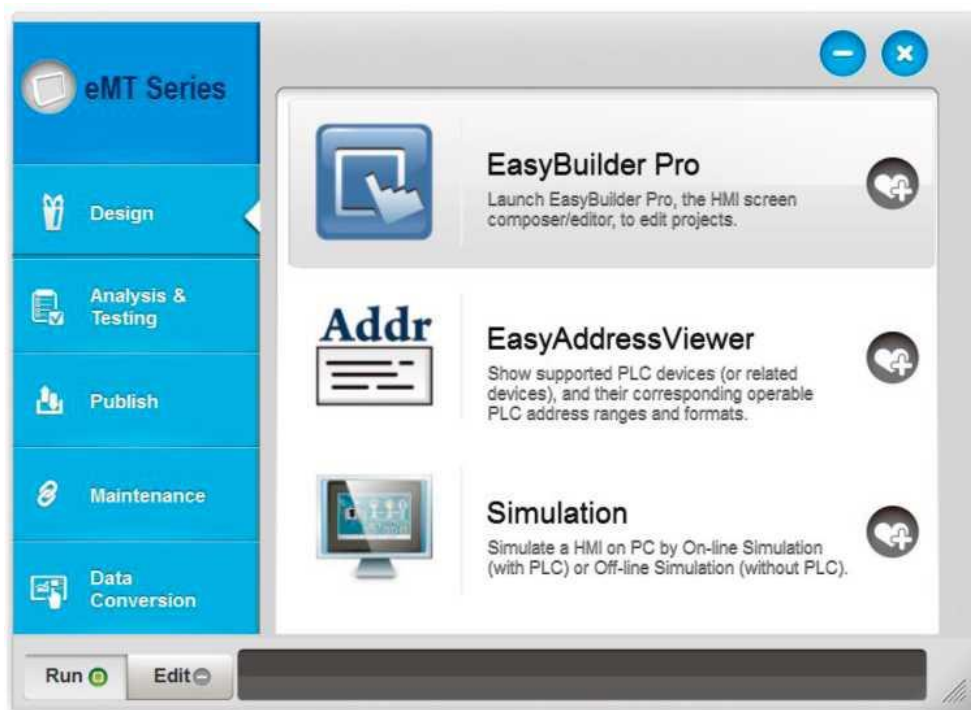 eMT Series
Design
Analysis &
Testing
Publish
Maintenance
Data
Conversion
EasyBuilder Pro
Launch EasyBuilder Pro, the HMI screen
composer/editor, to edit projects.
Addr
EasyAddressViewer
Show supported PLC devices (or related
devices), and their corresponding operable
PLC address ranges and formats.
Simulation
Simulate a HMI on PC by On-line Simulation
(with PLC) or Off-line Simulation (without PLC).
Run
Edit